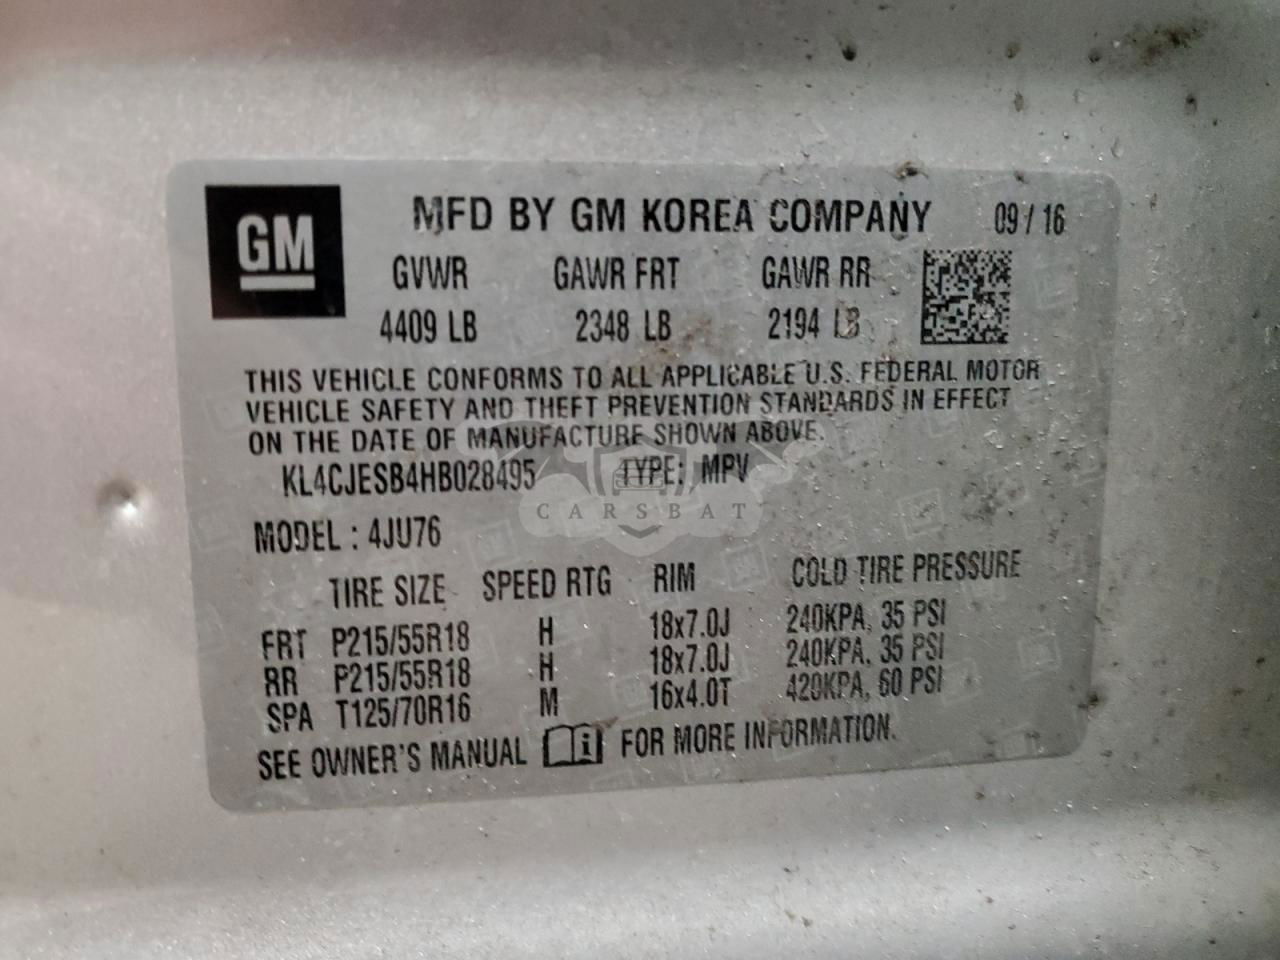 GM
MFD BY GM KOREA COMPANY 09 / 16
GVWR GAWR FRT GAWR RR
4409 LB 2348 LB 2194 LB
THIS VEHICLE CONFORMS TO ALL APPLICABLE U.S. FEDERAL MOTOR
VEHICLE SAFETY AND THEFT PREVENTION STANDARDS IN EFFECT
ON THE DATE OF MANUFACTURE SHOWN ABOVE.
KL4CJESB4HB028495 TYPE: MPV
CARSBAT
MODEL : 4JU76
TIRE SIZE SPEED RTG RIM COLD TIRE PRESSURE
FRT P215/55R18 H 18x7.0J 240KPA, 35 PSI
RR P215/55R18 H 18x7.0J 240KPA, 35 PSI
SPA T125/70R16 M 16x4.0T 420KPA, 60 PSI
SEE OWNER'S MANUAL i FOR MORE INFORMATION.